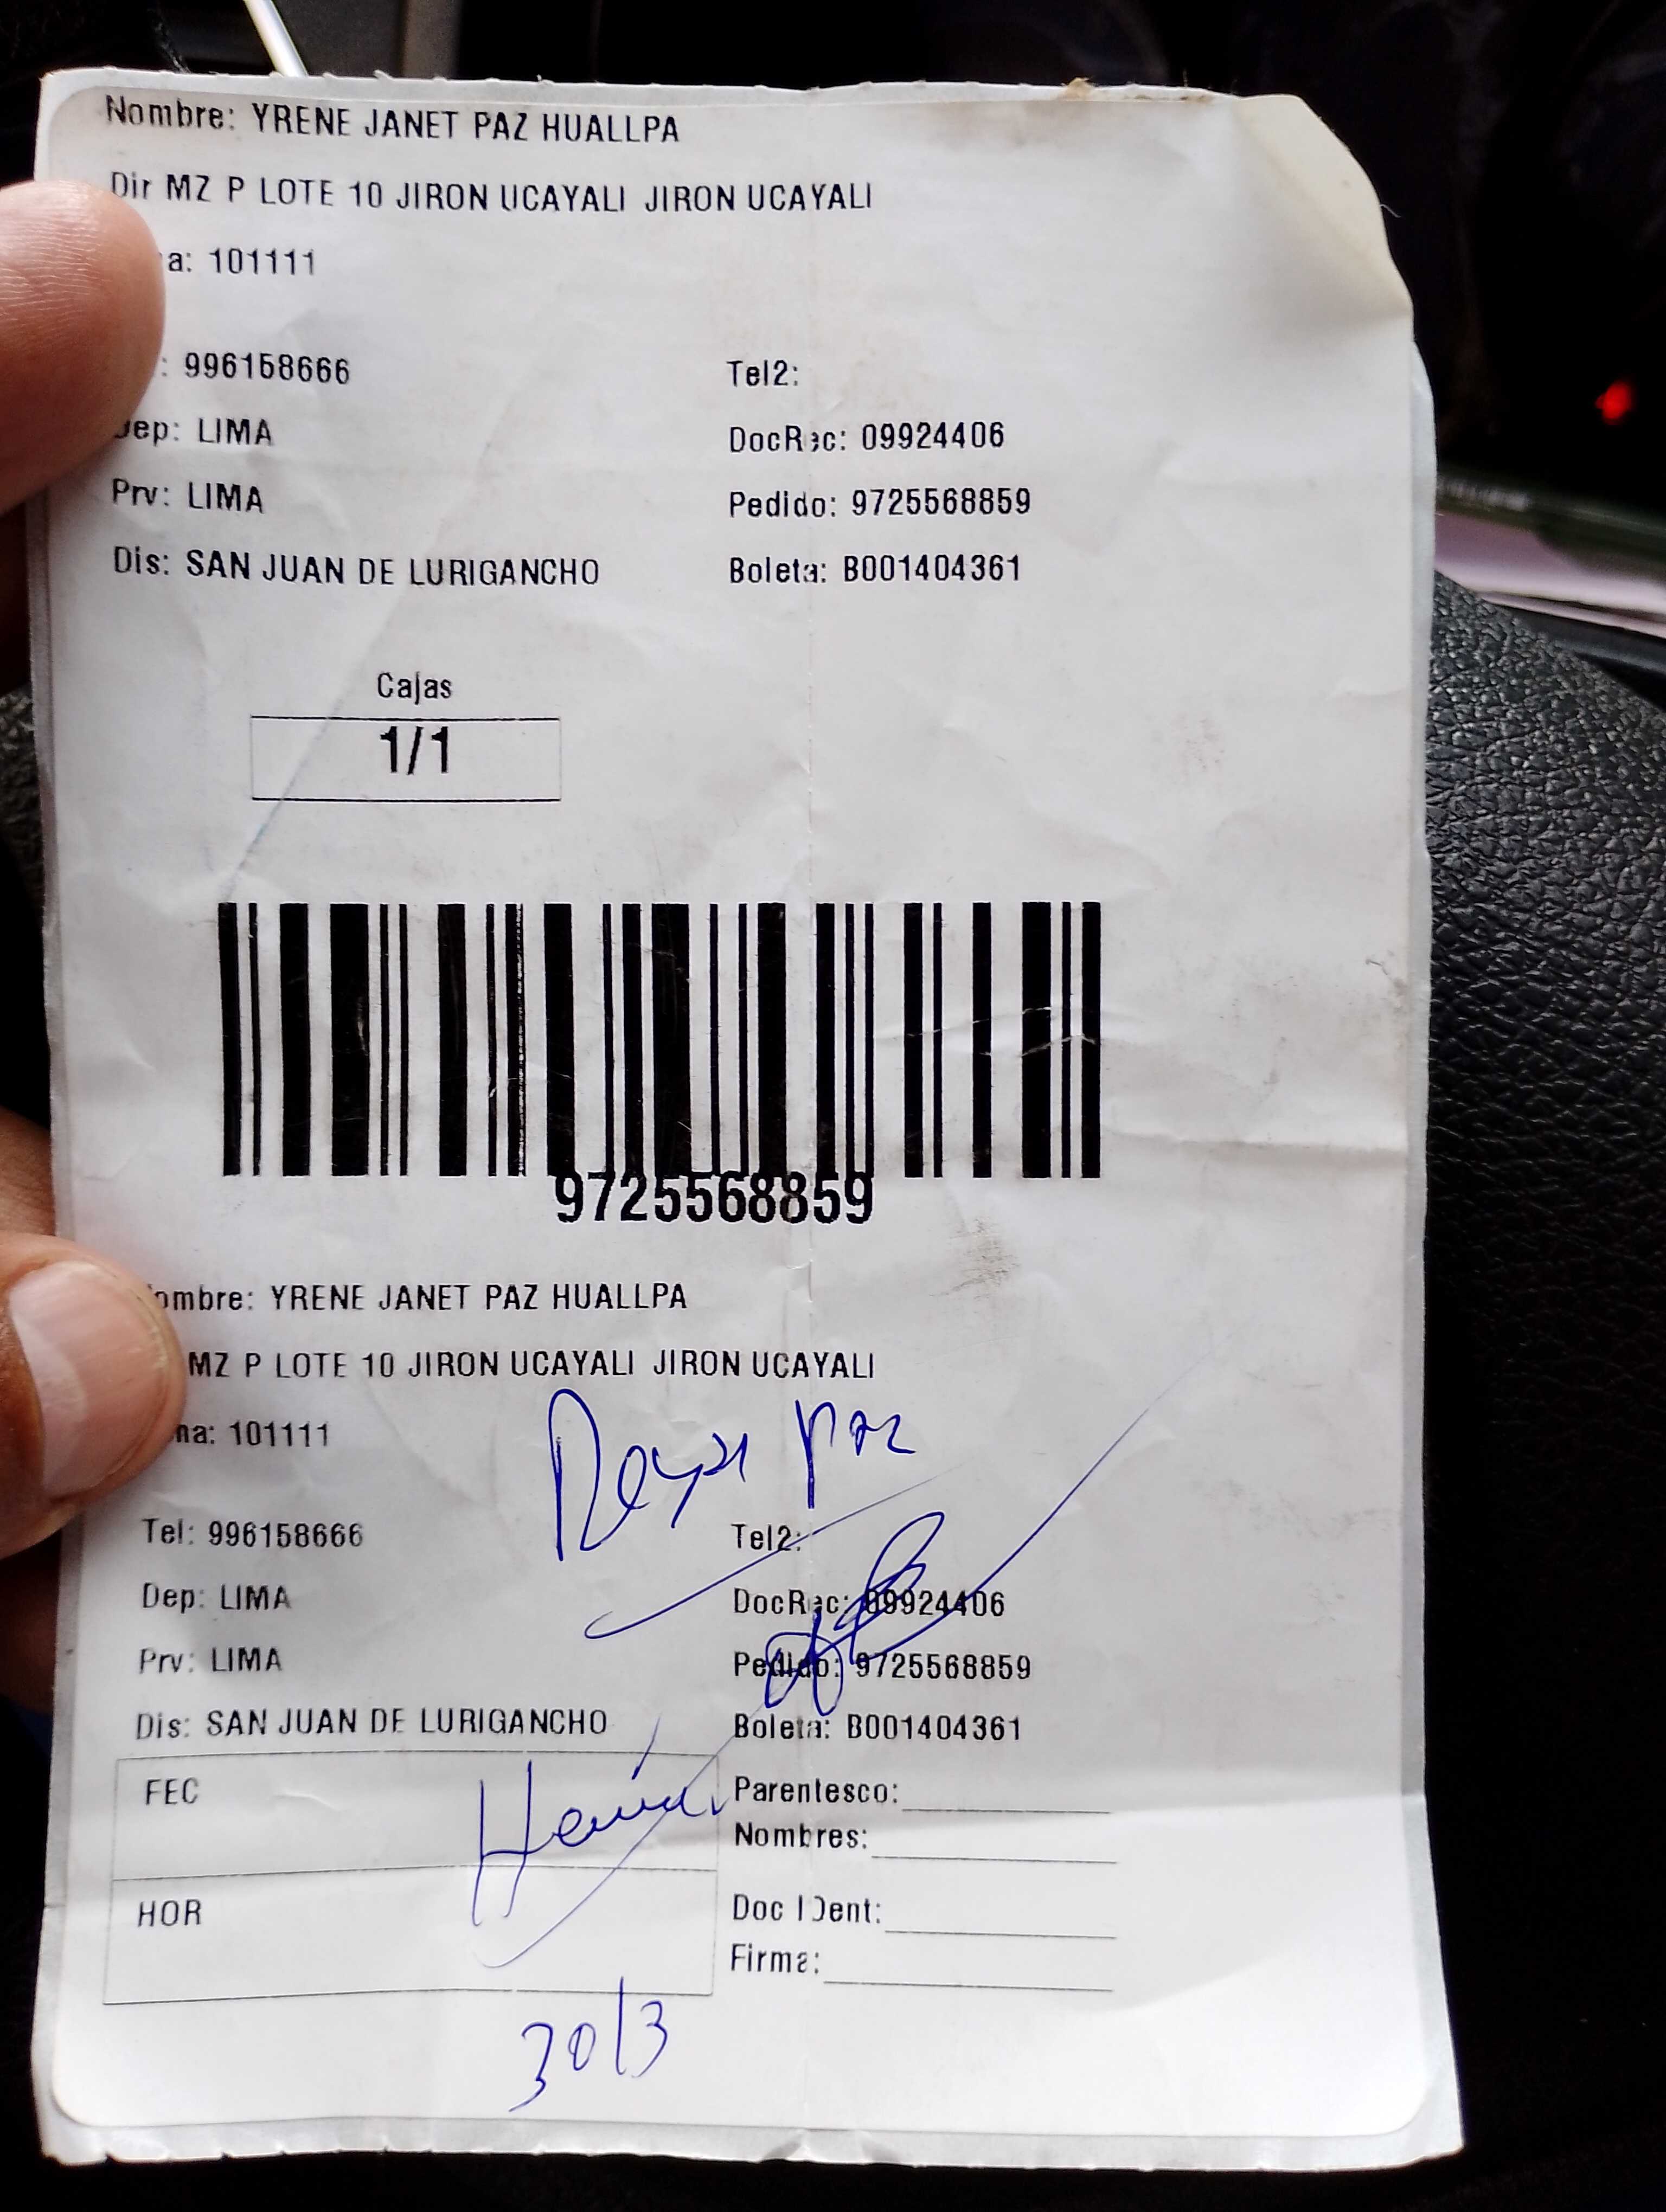 Nombre: YRENE JANET PAZ HUALLPA
Dir MZ P LOTE 10 JIRON UCAYALI JIRON UCAYALI
a: 101111
: 996158666 Tel2:
Dep: LIMA DocRec: 09924406
Prv: LIMA Pedido: 9725568859
Dis: SAN JUAN DE LURIGANCHO Boleta: B001404361
Cajas
1/1
9725568859
ombre: YRENE JANET PAZ HUALLPA
MZ P LOTE 10 JIRON UCAYALI JIRON UCAYALI
na: 101111
Paz
Tel: 996158666 Tel2:
Dep: LIMA DocRec: 09924406
Prv: LIMA Pedido: 9725568859
Dis: SAN JUAN DE LURIGANCHO Boleta: B001404361
FEC Parentesco:
Nombres:
HOR Doc IDent:
Firma:
30/3